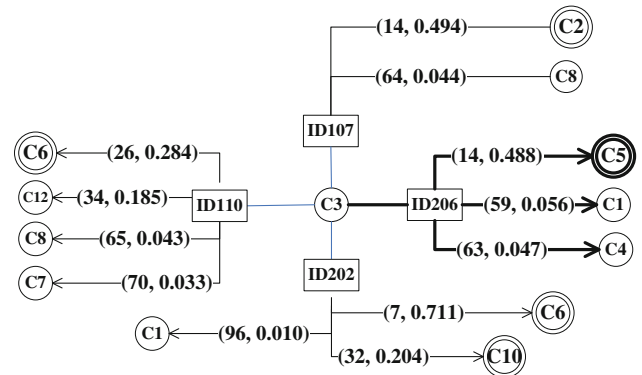 (14, 0.494) C2
(64, 0.044) C8
ID107
C6 (26, 0.284)
(14, 0.488) C5
C12 (34, 0.185)
ID110 C3 ID206
(59, 0.056) C1
C8 (65, 0.043)
(63, 0.047) C4
C7 (70, 0.033)
ID202
(7, 0.711) C6
C1 (96, 0.010)
(32, 0.204) C10